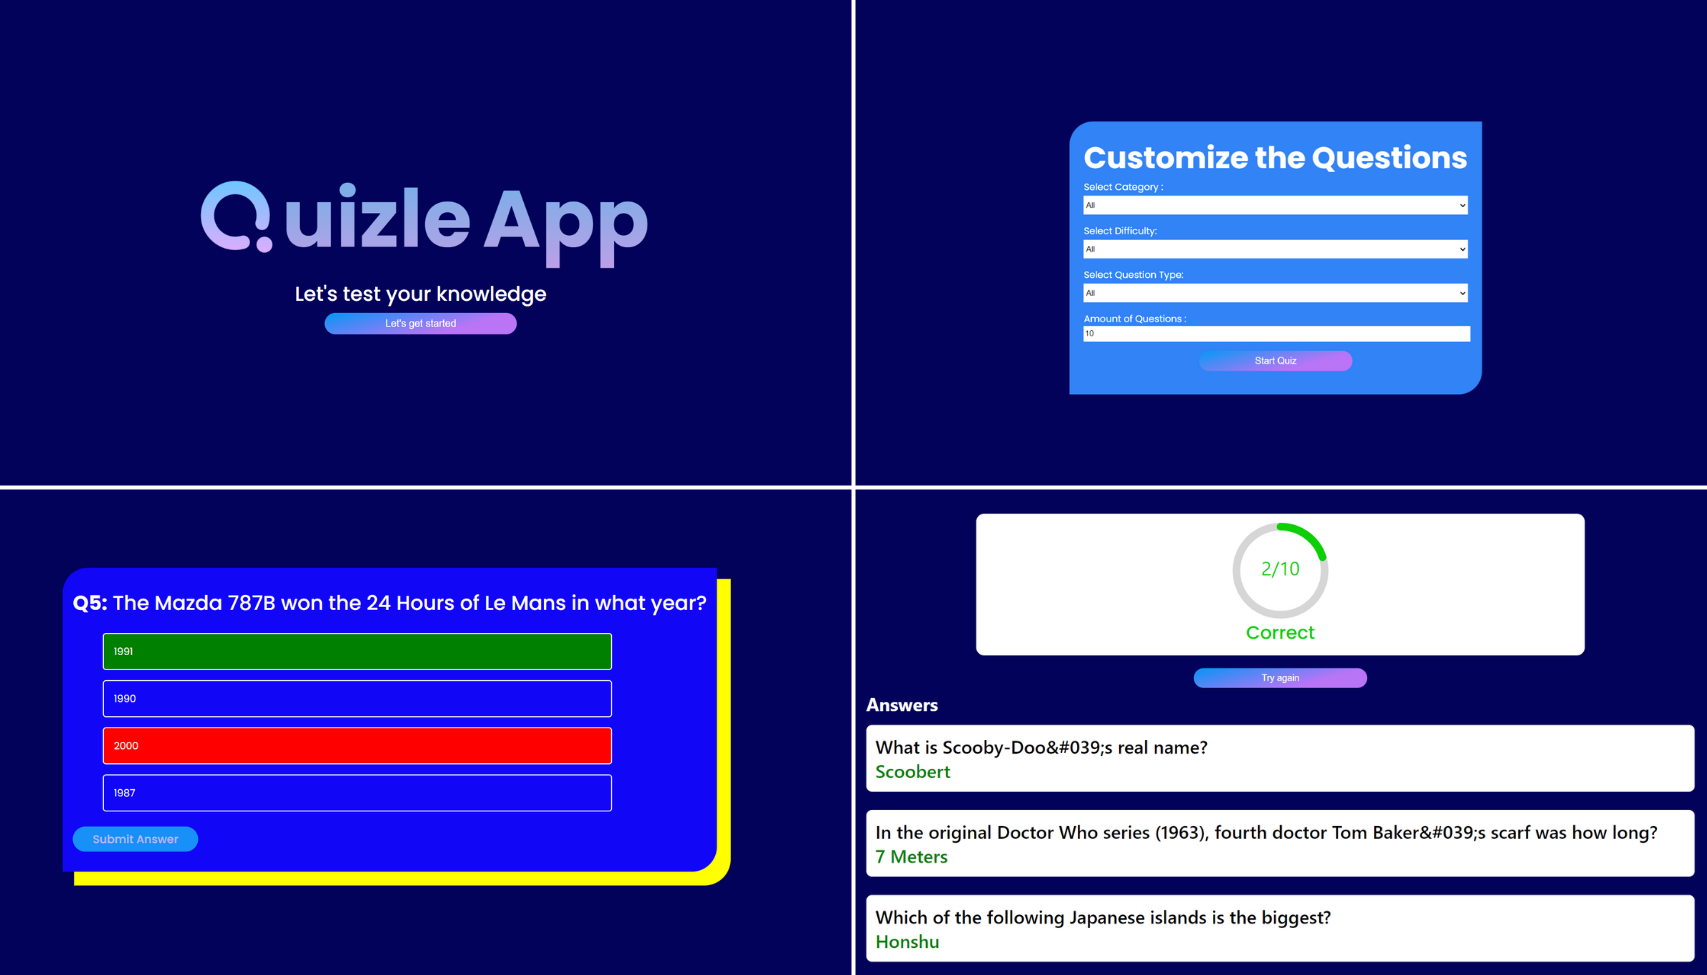 Quizle App
Let's test your knowledge
Let's get started
Customize the Questions
Select Category :
All
Select Difficulty:
All
Select Question Type:
All
Amount of Questions :
10
Start Quiz
Q5: The Mazda 787B won the 24 Hours of Le Mans in what year?
1991
1990
2000
1987
Submit Answer
2/10
Correct
Try again
Answers
What is Scooby-Doo&#039;s real name?
Scoobert
In the original Doctor Who series (1963), fourth doctor Tom Baker&#039;s scarf was how long?
7 Meters
Which of the following Japanese islands is the biggest?
Honshu